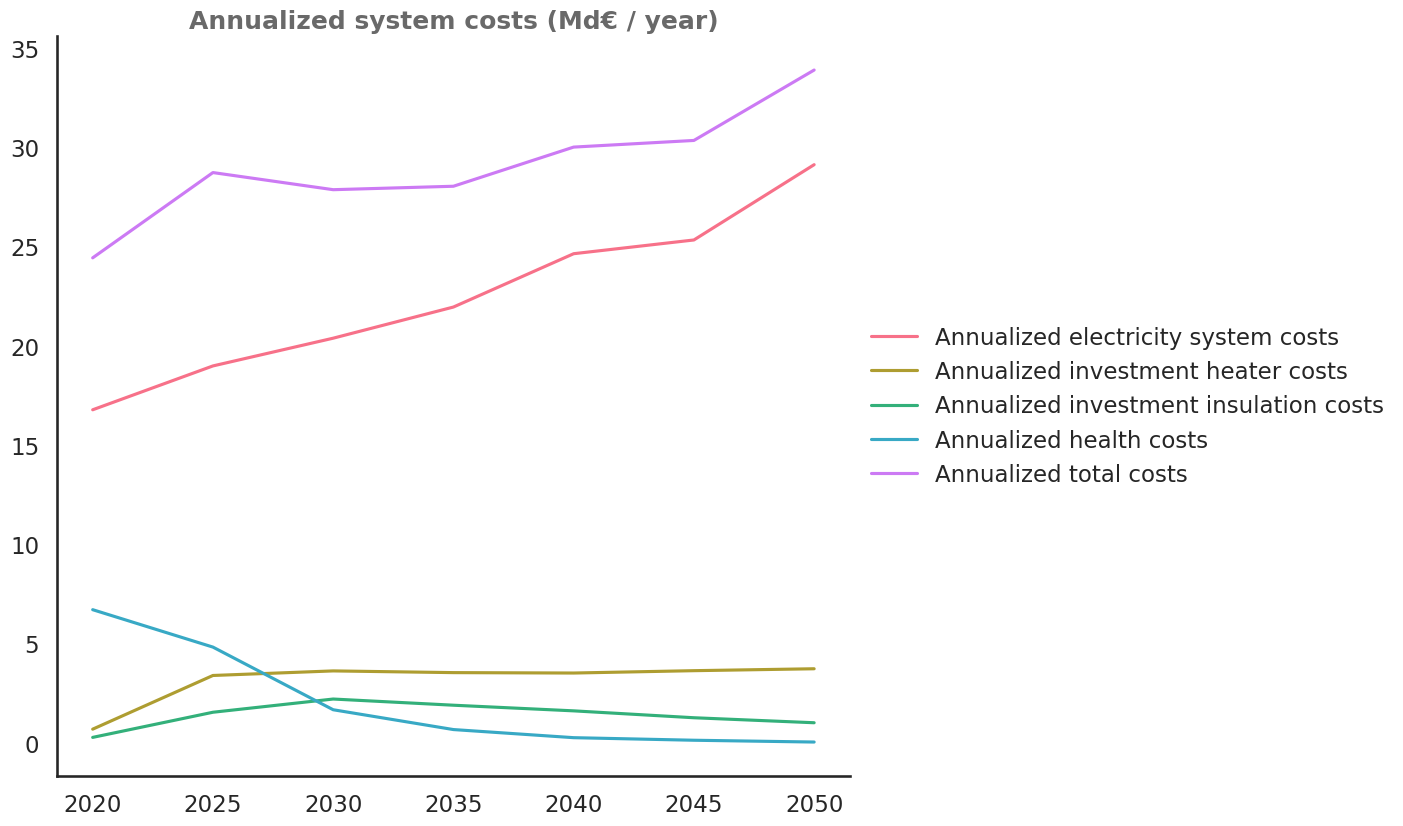 Annualized system costs (Md€ / year)
35
30
25
20
15
10
5
0
2020 2025 2030 2035 2040 2045 2050
Annualized electricity system costs
Annualized investment heater costs
Annualized investment insulation costs
Annualized health costs
Annualized total costs